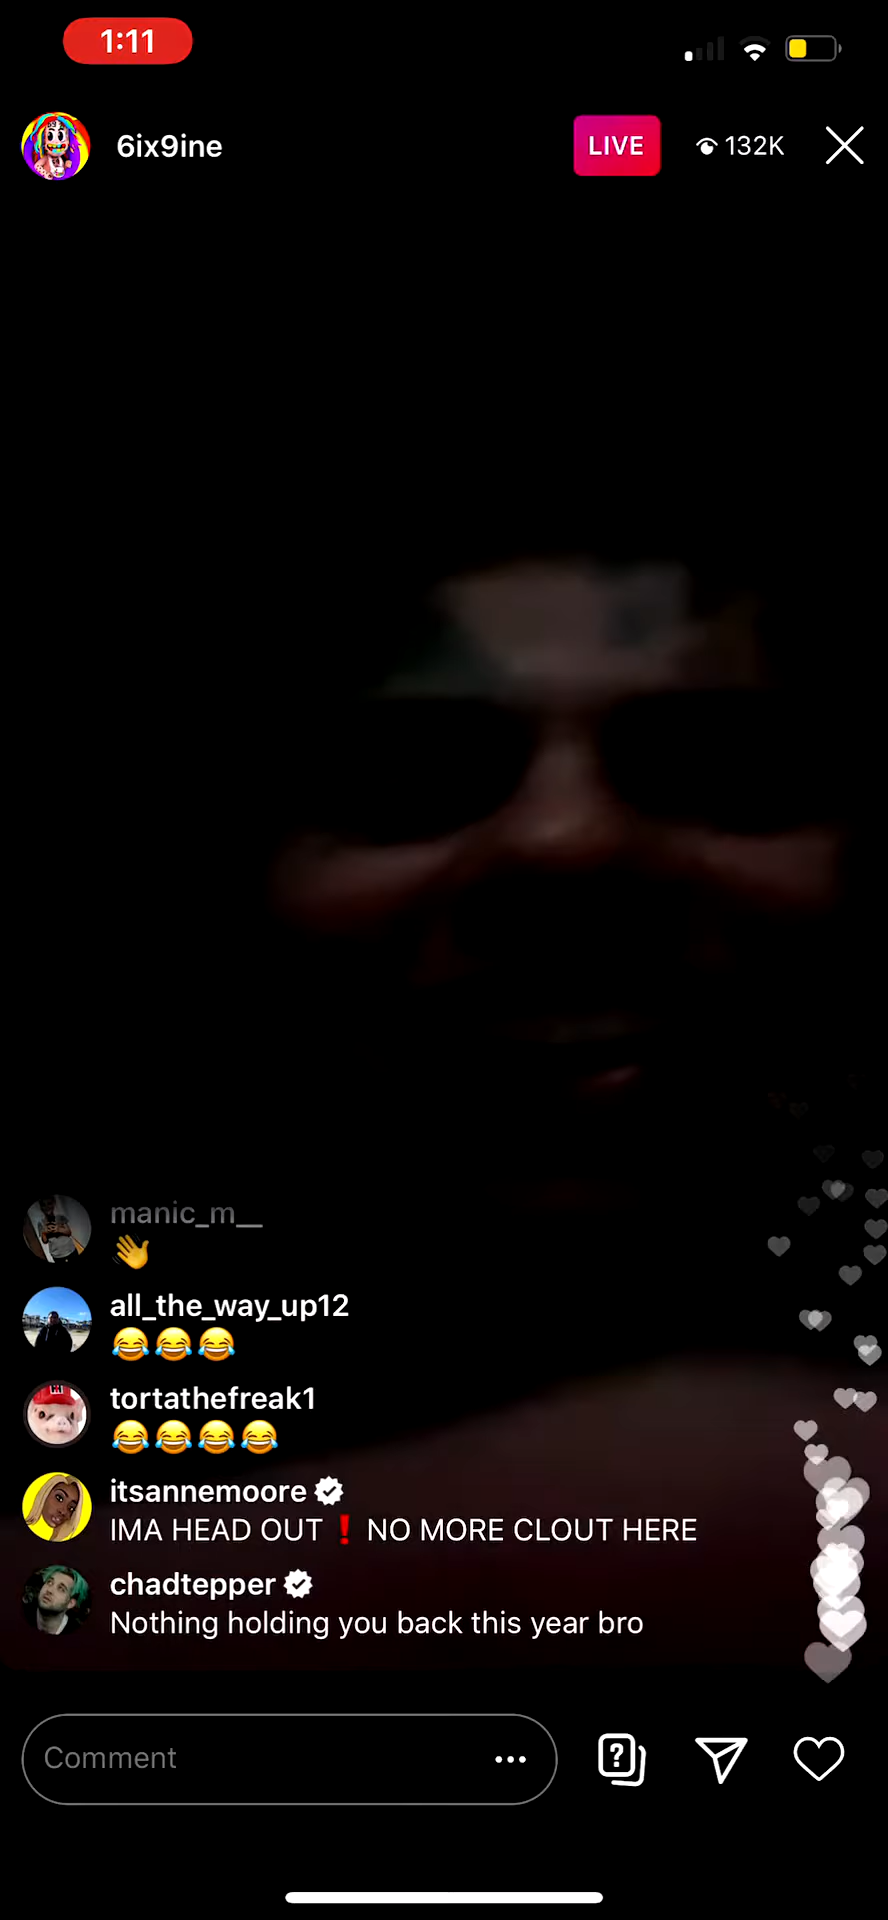 1:11
6ix9ine
LIVE
132K
manic_m__
👋
all_the_way_up12
😂😂😂
tortathefreak1
😂😂😂😂
itsannemoore
IMA HEAD OUT❗NO MORE CLOUT HERE
chadtepper
Nothing holding you back this year bro
Comment